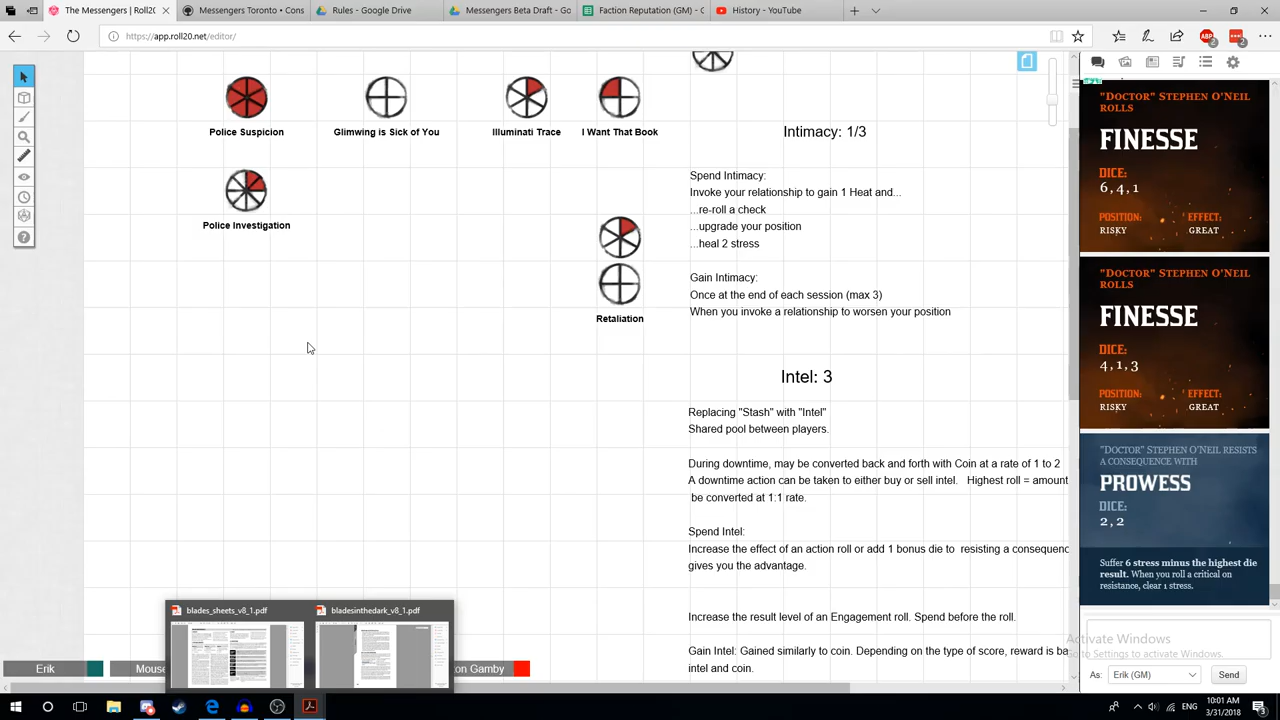 The Messengers | Roll20
Messengers Toronto • Cons
Rules - Google Drive
Messengers Beta Draft - Go
Faction Reputation (GM) - G
History - YouTube
https://app.roll20.net/editor/
Police Suspicion
Glimwing is Sick of You
Illuminati Trace
I Want That Book
Police Investigation
Retaliation
Intimacy: 1/3
Spend Intimacy:
Invoke your relationship to gain 1 Heat and...
...re-roll a check
...upgrade your position
...heal 2 stress
Gain Intimacy:
Once at the end of each session (max 3)
When you invoke a relationship to worsen your position
Intel: 3
Replacing "Stash" with "Intel"
Shared pool between players.
During downtime, may be converted back and forth with Coin at a rate of 1 to 2
A downtime action can be taken to either buy or sell intel. Highest roll = amount
be converted at 1:1 rate.
Spend Intel:
Increase the effect of an action roll or add 1 bonus die to resisting a consequenc
gives you the advantage.
Increase the result level of an Engagement roll. Spend before the roll.
Gain Intel: Gained similarly to coin. Depending on the type of score, reward is ba
intel and coin.
"DOCTOR" STEPHEN O'NEIL
ROLLS
FINESSE
DICE:
6, 4, 1
POSITION:
EFFECT:
RISKY
GREAT
"DOCTOR" STEPHEN O'NEIL
ROLLS
FINESSE
DICE:
4, 1, 3
POSITION:
EFFECT:
RISKY
GREAT
"DOCTOR" STEPHEN O'NEIL RESISTS
A CONSEQUENCE WITH
PROWESS
DICE:
2, 2
Suffer 6 stress minus the highest die
result. When you roll a critical on
resistance, clear 1 stress.
Activate Windows
Go to Settings to activate Windows.
As:
Erik (GM)
Send
blades_sheets_v8_1.pdf
bladesinthedark_v8_1.pdf
Erik
Mouse
on Gamby
ENG
10:01 AM
3/31/2018